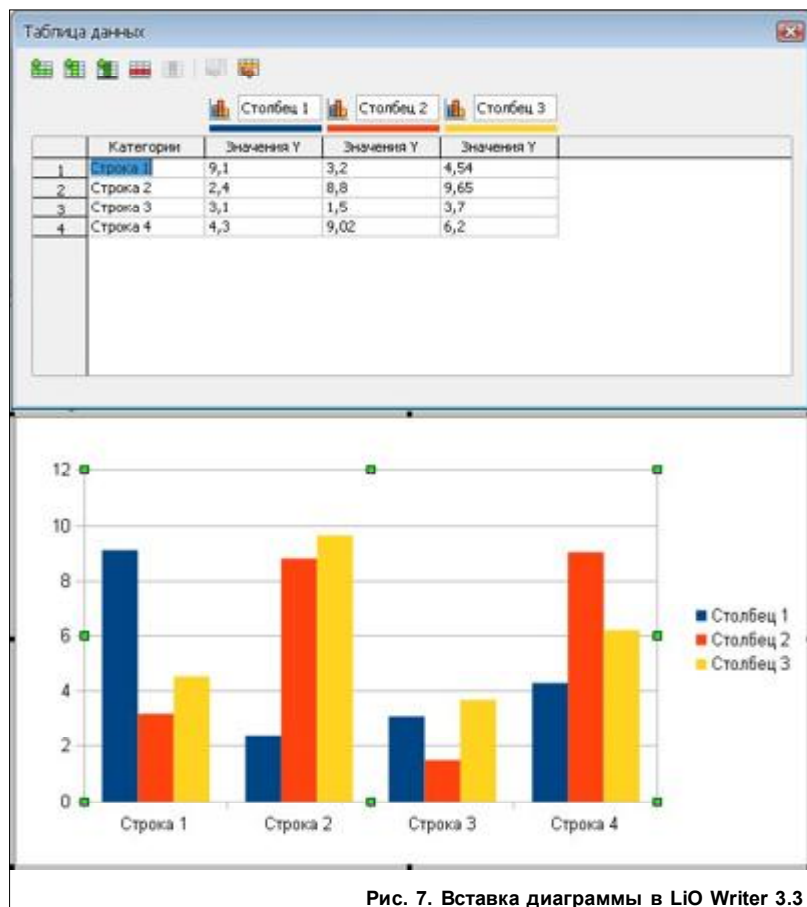 Таблица данных
Столбец 1 Столбец 2 Столбец 3
Категории Значения Y Значения Y Значения Y
1 Строка 1 9,1 3,2 4,54
2 Строка 2 2,4 8,8 9,65
3 Строка 3 3,1 1,5 3,7
4 Строка 4 4,3 9,02 6,2
12
10
8
6
4
2
0
Строка 1 Строка 2 Строка 3 Строка 4
Столбец 1
Столбец 2
Столбец 3
Рис. 7. Вставка диаграммы в LiO Writer 3.3